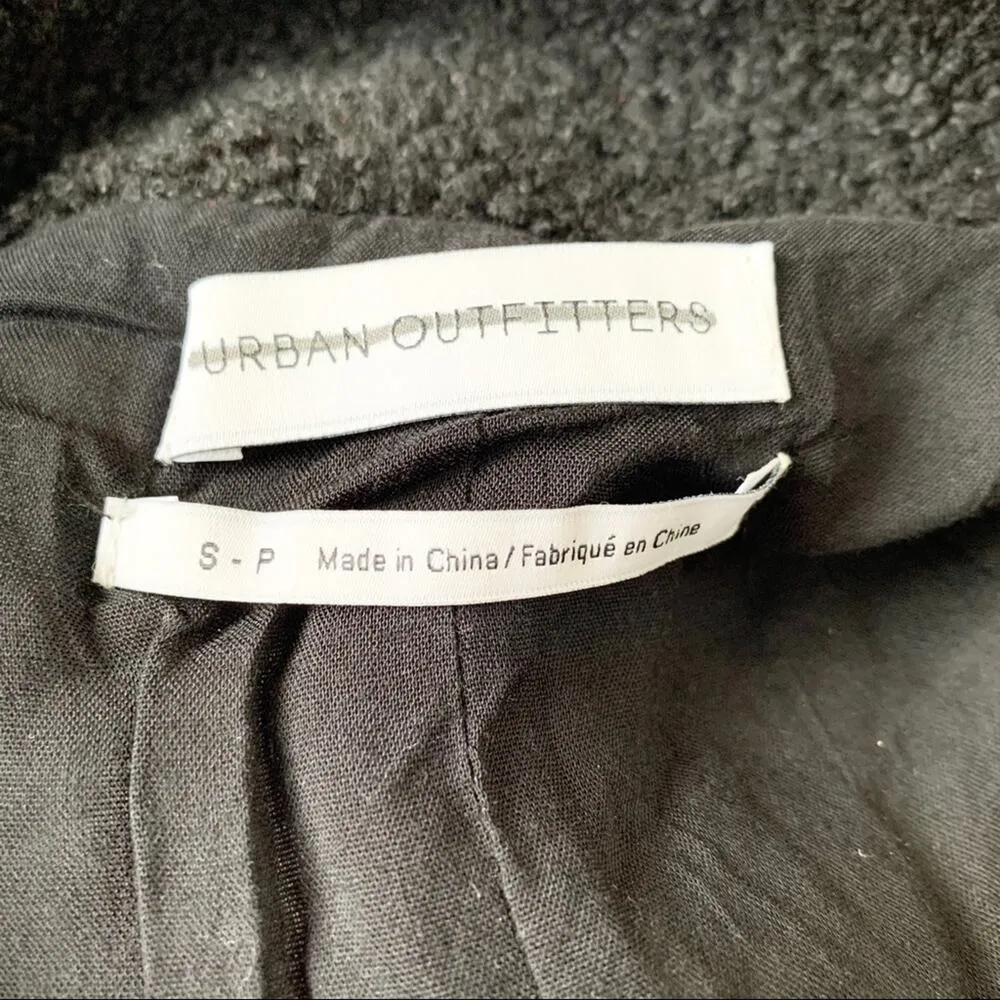 URBAN OUTFITTERS
S - P Made in China / Fabriqué en Chine